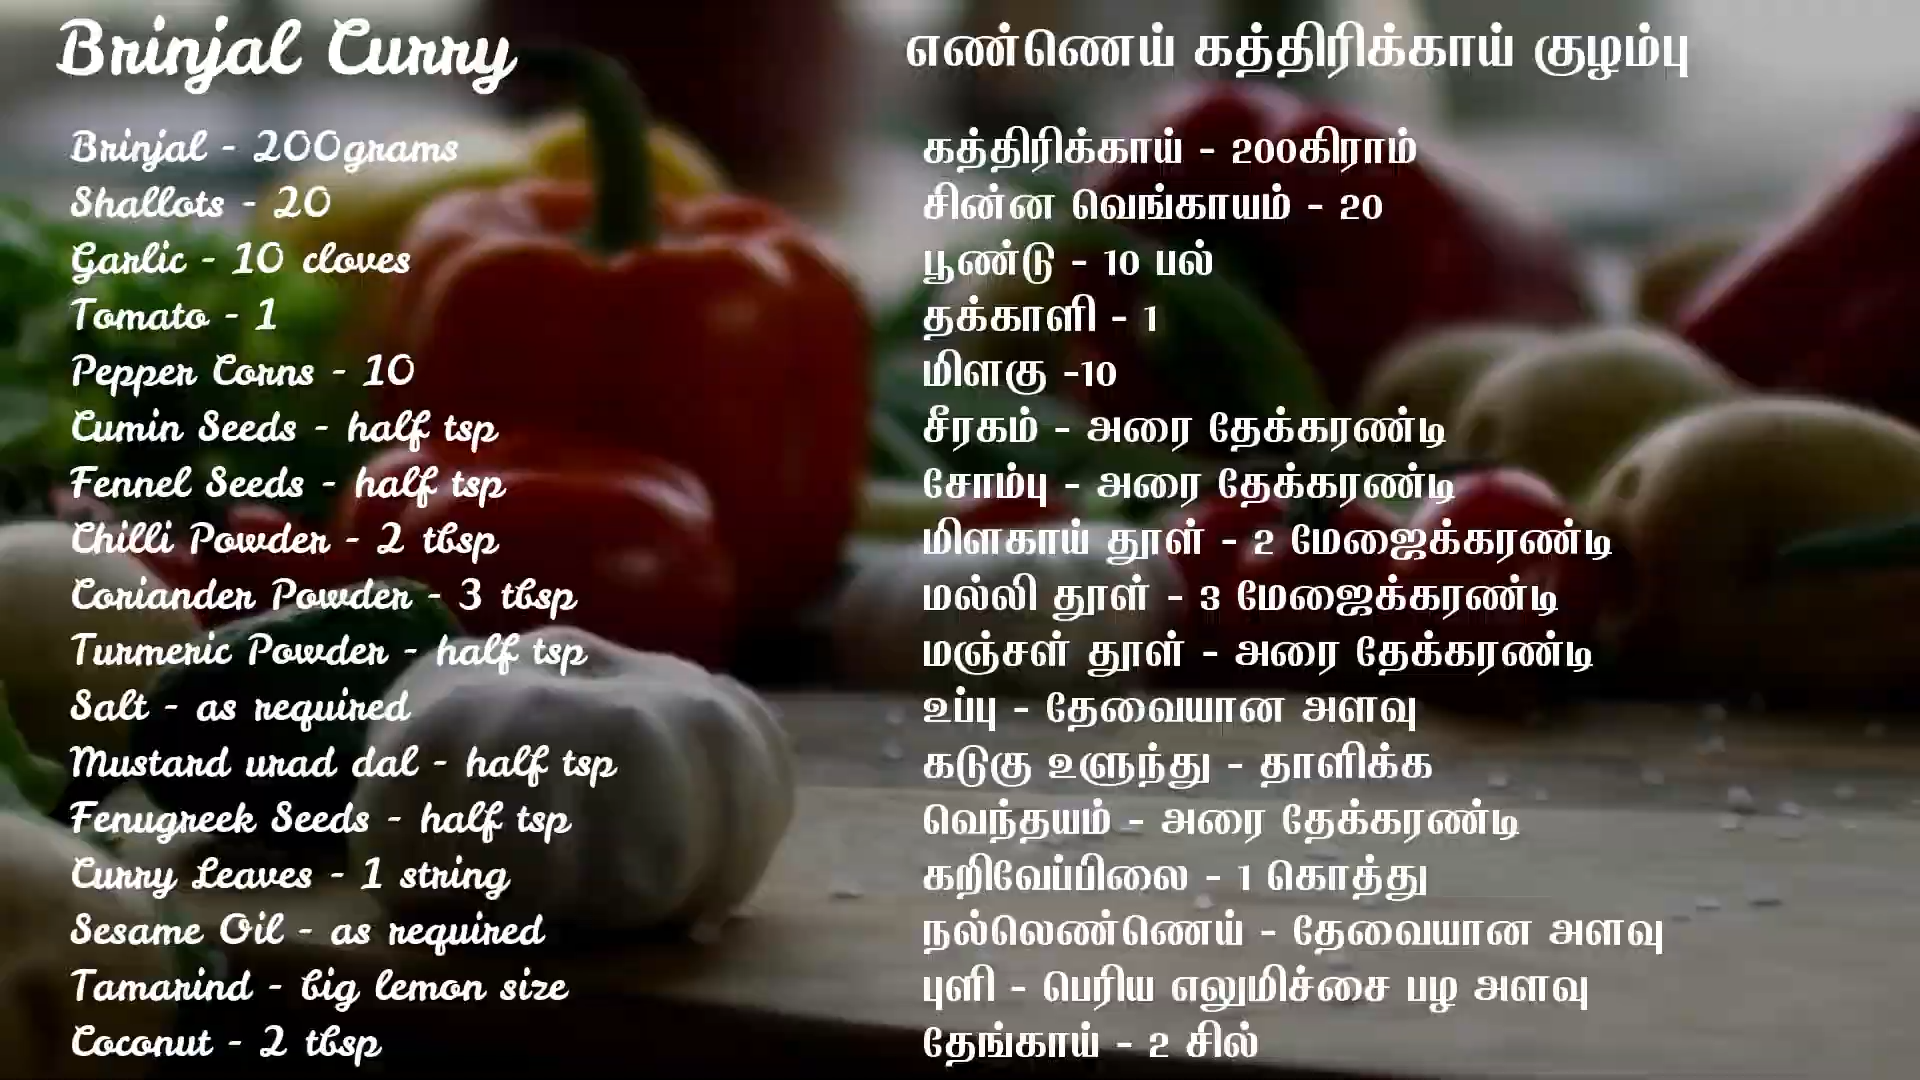 Brinjal Curry
Brinjal - 200grams
Shallots - 20
Garlic - 10 cloves
Tomato - 1
Pepper Corns - 10
Cumin Seeds - half tsp
Fennel Seeds - half tsp
Chilli Powder - 2 tbsp
Coriander Powder - 3 tbsp
Turmeric Powder - half tsp
Salt - as required
Mustard urad dal - half tsp
Fenugreek Seeds - half tsp
Curry Leaves - 1 string
Sesame Oil - as required
Tamarind - big lemon size
Coconut - 2 tbsp
எண்ணெய் கத்திரிக்காய் குழம்பு
கத்திரிக்காய் - 200கிராம்
சின்ன வெங்காயம் - 20
பூண்டு - 10 பல்
தக்காளி - 1
மிளகு -10
சீரகம் - அரை தேக்கரண்டி
சோம்பு - அரை தேக்கரண்டி
மிளகாய் தூள் - 2 மேஜைக்கரண்டி
மல்லி தூள் - 3 மேஜைக்கரண்டி
மஞ்சள் தூள் - அரை தேக்கரண்டி
உப்பு - தேவையான அளவு
கடுகு உளுந்து - தாளிக்க
வெந்தயம் - அரை தேக்கரண்டி
கறிவேப்பிலை - 1 கொத்து
நல்லெண்ணெய் - தேவையான அளவு
புளி - பெரிய எலுமிச்சை பழ அளவு
தேங்காய் - 2 சில்